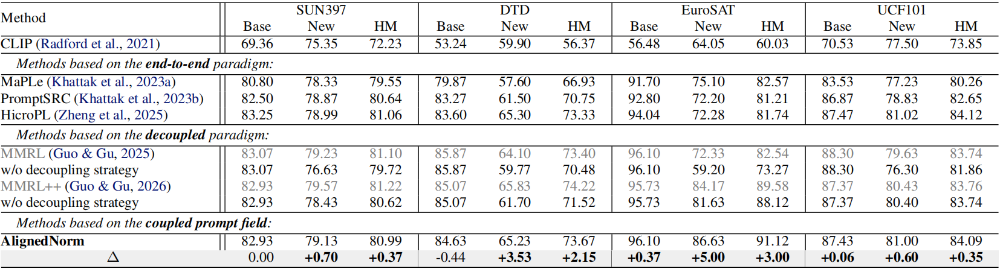 Method SUN397 DTD EuroSAT UCF101
Base New HM Base New HM Base New HM Base New HM
CLIP (Radford et al., 2021) 69.36 75.35 72.23 53.24 59.90 56.37 56.48 64.05 60.03 70.53 77.50 73.85
Methods based on the end-to-end paradigm:
MaPLe (Khattak et al., 2023a) 80.80 78.33 79.55 79.87 57.60 66.93 91.70 75.10 82.57 83.53 77.23 80.26
PromptSRC (Khattak et al., 2023b) 82.50 78.87 80.64 83.27 61.50 70.75 92.80 72.20 81.21 86.87 78.83 82.65
HicroPL (Zheng et al., 2025) 83.25 78.99 81.06 83.60 65.30 73.33 94.04 72.28 81.74 87.47 81.02 84.12
Methods based on the decoupled paradigm:
MMRL (Guo & Gu, 2025) 83.07 79.23 81.10 85.87 64.10 73.40 96.10 72.33 82.54 88.30 79.63 83.74
w/o decoupling strategy 83.07 76.63 79.72 85.87 59.77 70.48 96.10 59.20 73.27 88.30 76.30 81.86
MMRL++ (Guo & Gu, 2026) 82.93 79.57 81.22 85.07 65.83 74.22 95.73 84.17 89.58 87.37 80.43 83.76
w/o decoupling strategy 82.93 78.43 80.62 85.07 61.70 71.52 95.73 81.63 88.12 87.37 80.40 83.74
Methods based on the coupled prompt field:
AlignedNorm 82.93 79.13 80.99 84.63 65.23 73.67 96.10 86.63 91.12 87.43 81.00 84.09
Δ 0.00 +0.70 +0.37 -0.44 +3.53 +2.15 +0.37 +5.00 +3.00 +0.06 +0.60 +0.35